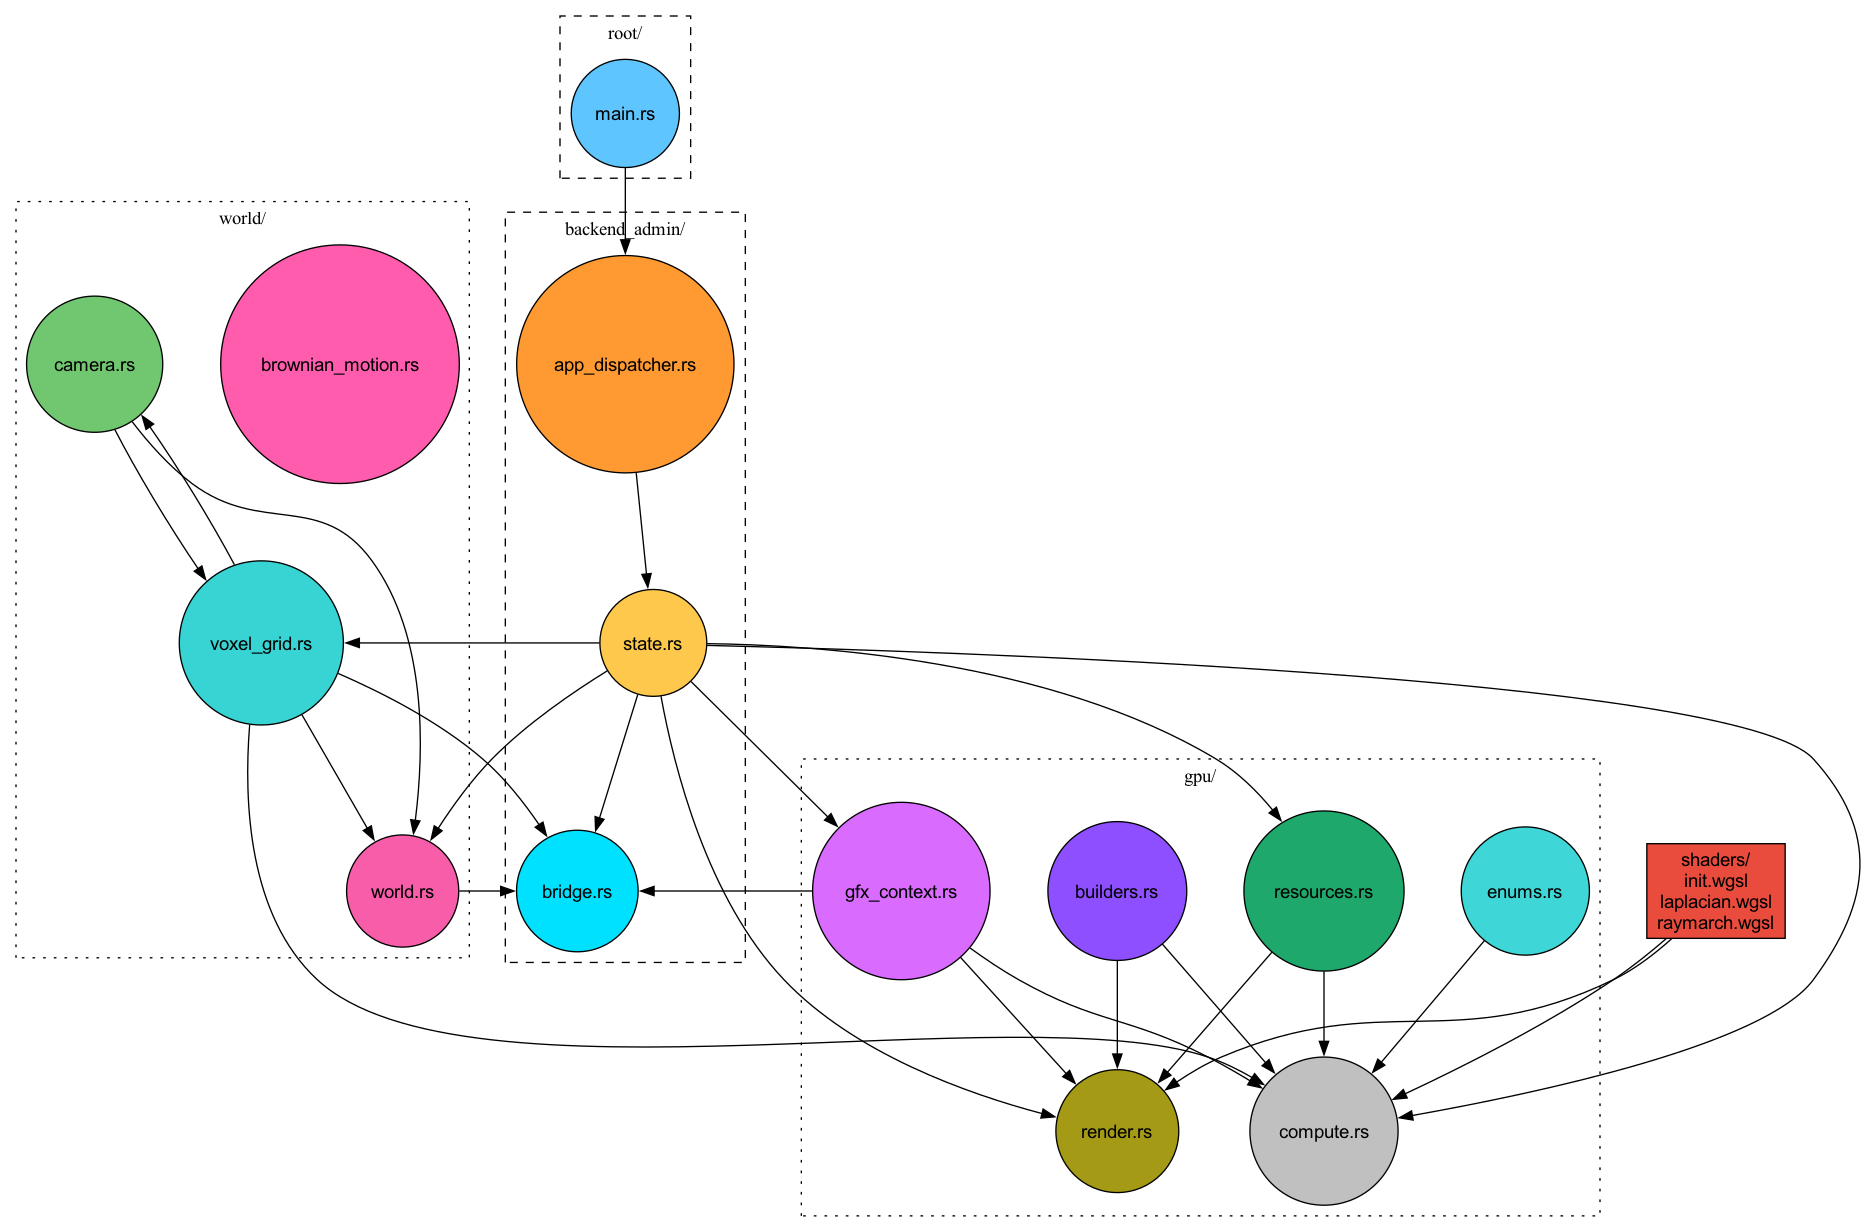 root/
main.rs
world/
backend_admin/
camera.rs
brownian_motion.rs
app_dispatcher.rs
voxel_grid.rs
state.rs
gpu/
world.rs
bridge.rs
gfx_context.rs
builders.rs
resources.rs
enums.rs
shaders/
init.wgsl
laplacian.wgsl
raymarch.wgsl
render.rs
compute.rs